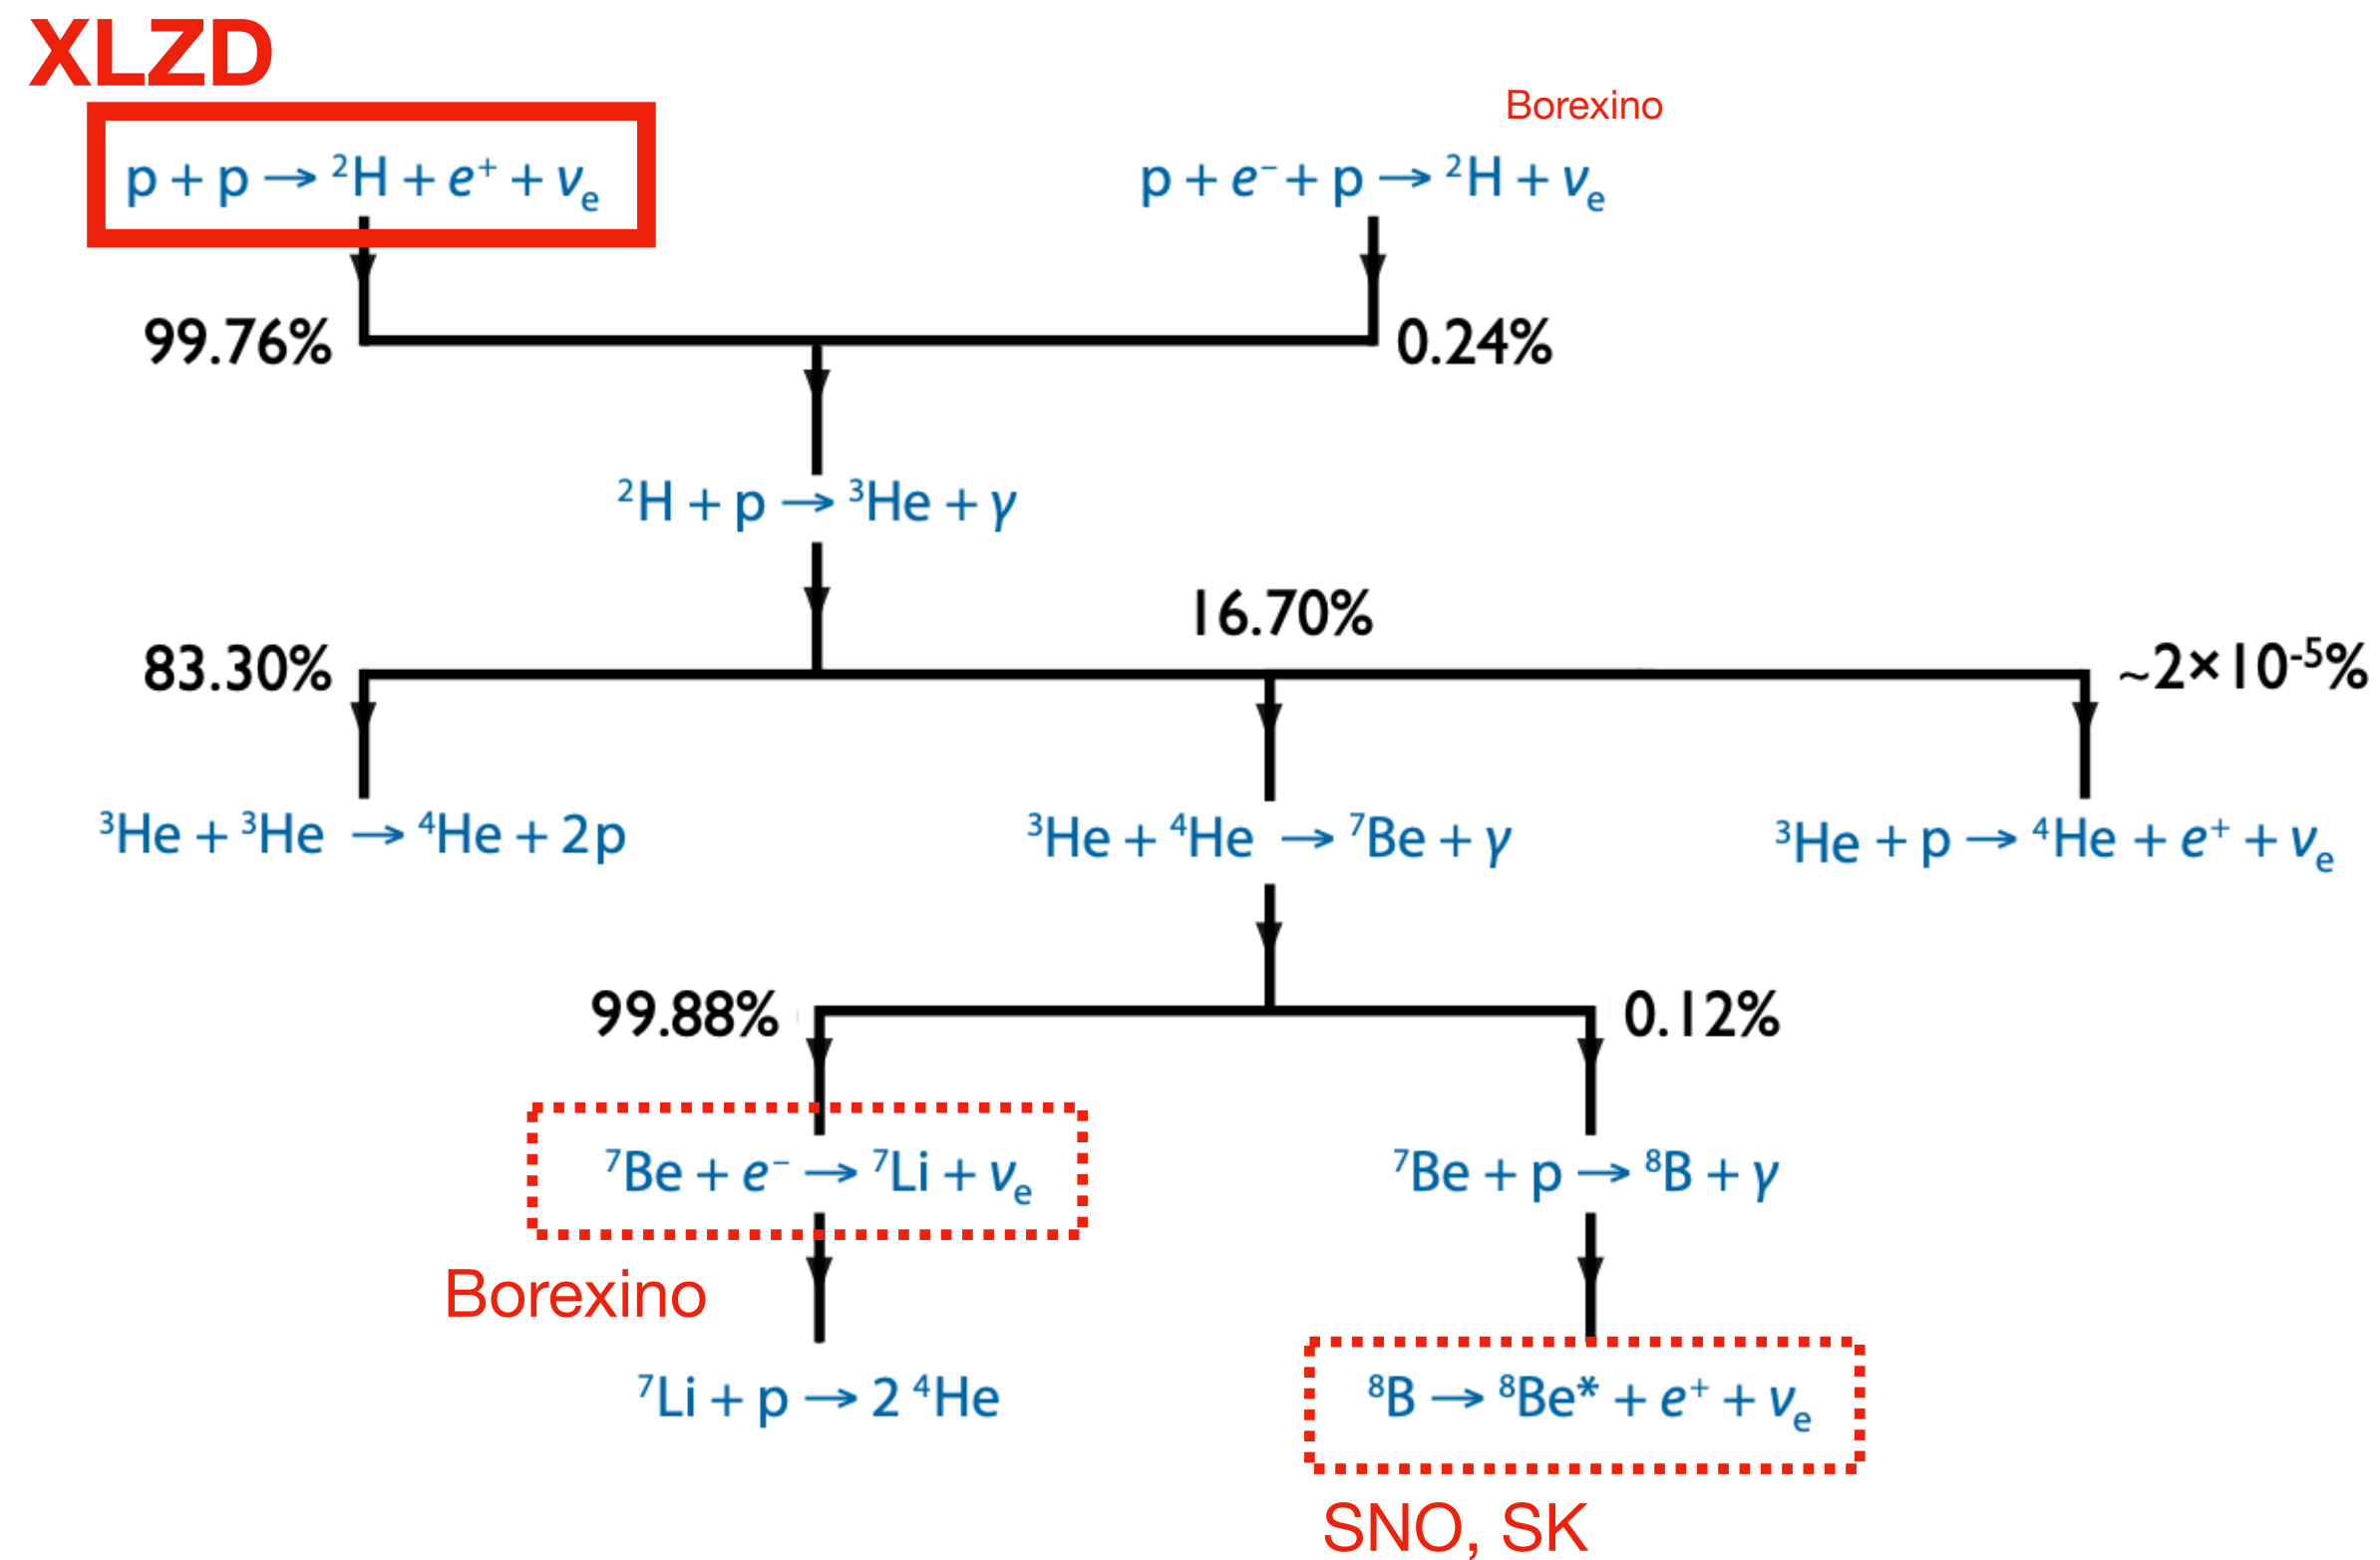 XLZD
Borexino
p + p → ²H + e⁺ + νₑ
p + e⁻ + p → ²H + νₑ
99.76%
0.24%
²H + p → ³He + γ
16.70%
83.30%
~2×10⁻⁵%
³He + ³He → ⁴He + 2p
³He + ⁴He → ⁷Be + γ
³He + p → ⁴He + e⁺ + νₑ
99.88%
0.12%
⁷Be + e⁻ → ⁷Li + νₑ
⁷Be + p → ⁸B + γ
Borexino
⁷Li + p → 2 ⁴He
⁸B → ⁸Be* + e⁺ + νₑ
SNO, SK